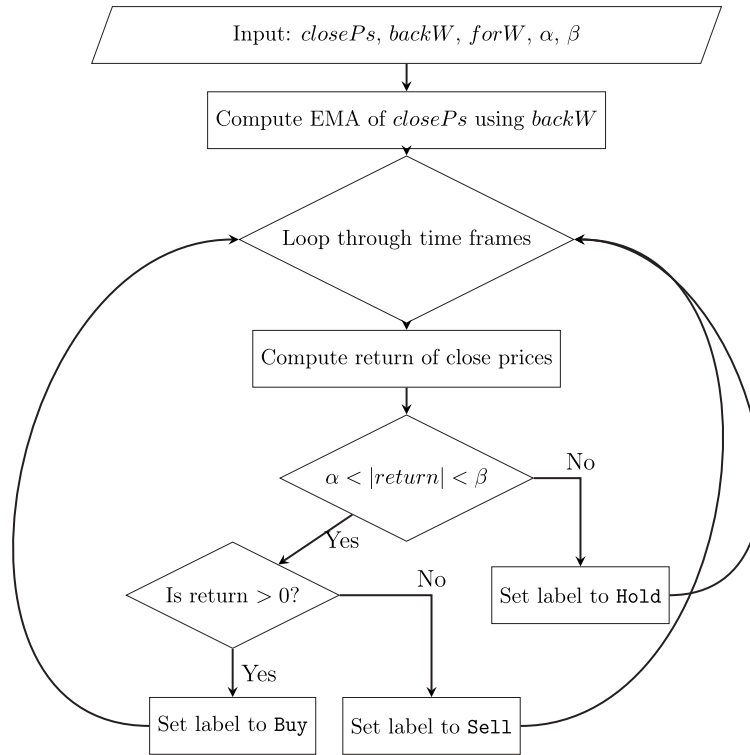 Input: closePs, backW, forW, α, β
Compute EMA of closePs using backW
Loop through time frames
Compute return of close prices
α < |return| < β
No
Yes
Is return > 0?
No
Set label to Hold
Yes
Set label to Buy
Set label to Sell